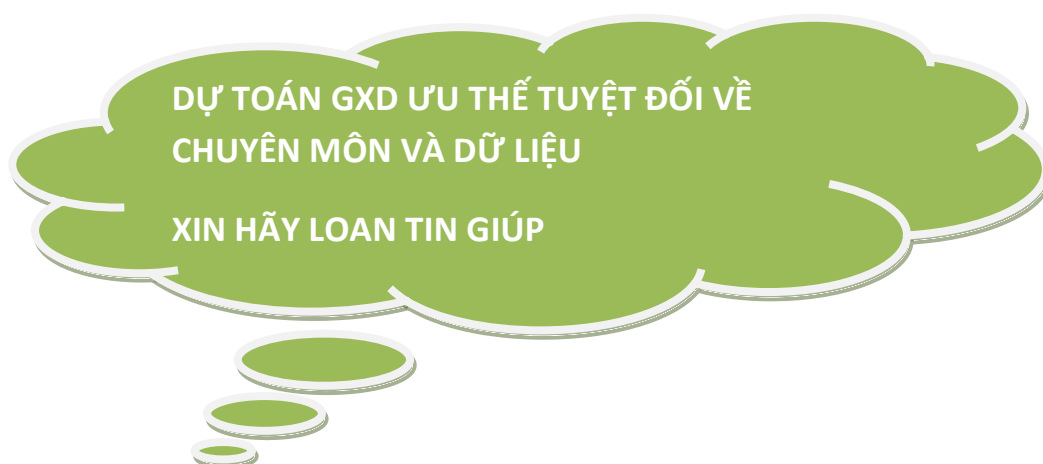 DỰ TOÁN GXD ƯU THẾ TUYỆT ĐỐI VỀ
CHUYÊN MÔN VÀ DỮ LIỆU
XIN HÃY LOAN TIN GIÚP